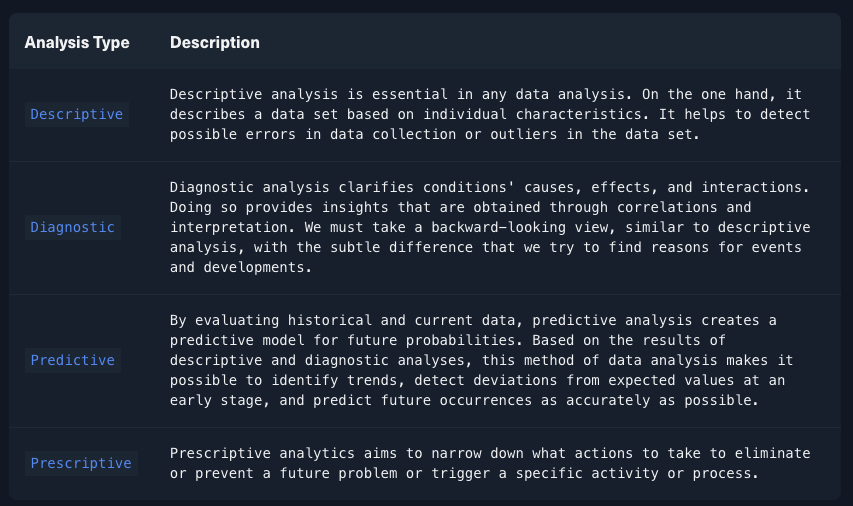 Analysis Type Description
Descriptive
Descriptive analysis is essential in any data analysis. On the one hand, it
describes a data set based on individual characteristics. It helps to detect
possible errors in data collection or outliers in the data set.
Diagnostic
Diagnostic analysis clarifies conditions' causes, effects, and interactions.
Doing so provides insights that are obtained through correlations and
interpretation. We must take a backward-looking view, similar to descriptive
analysis, with the subtle difference that we try to find reasons for events
and developments.
Predictive
By evaluating historical and current data, predictive analysis creates a
predictive model for future probabilities. Based on the results of
descriptive and diagnostic analyses, this method of data analysis makes it
possible to identify trends, detect deviations from expected values at an
early stage, and predict future occurrences as accurately as possible.
Prescriptive
Prescriptive analytics aims to narrow down what actions to take to eliminate
or prevent a future problem or trigger a specific activity or process.